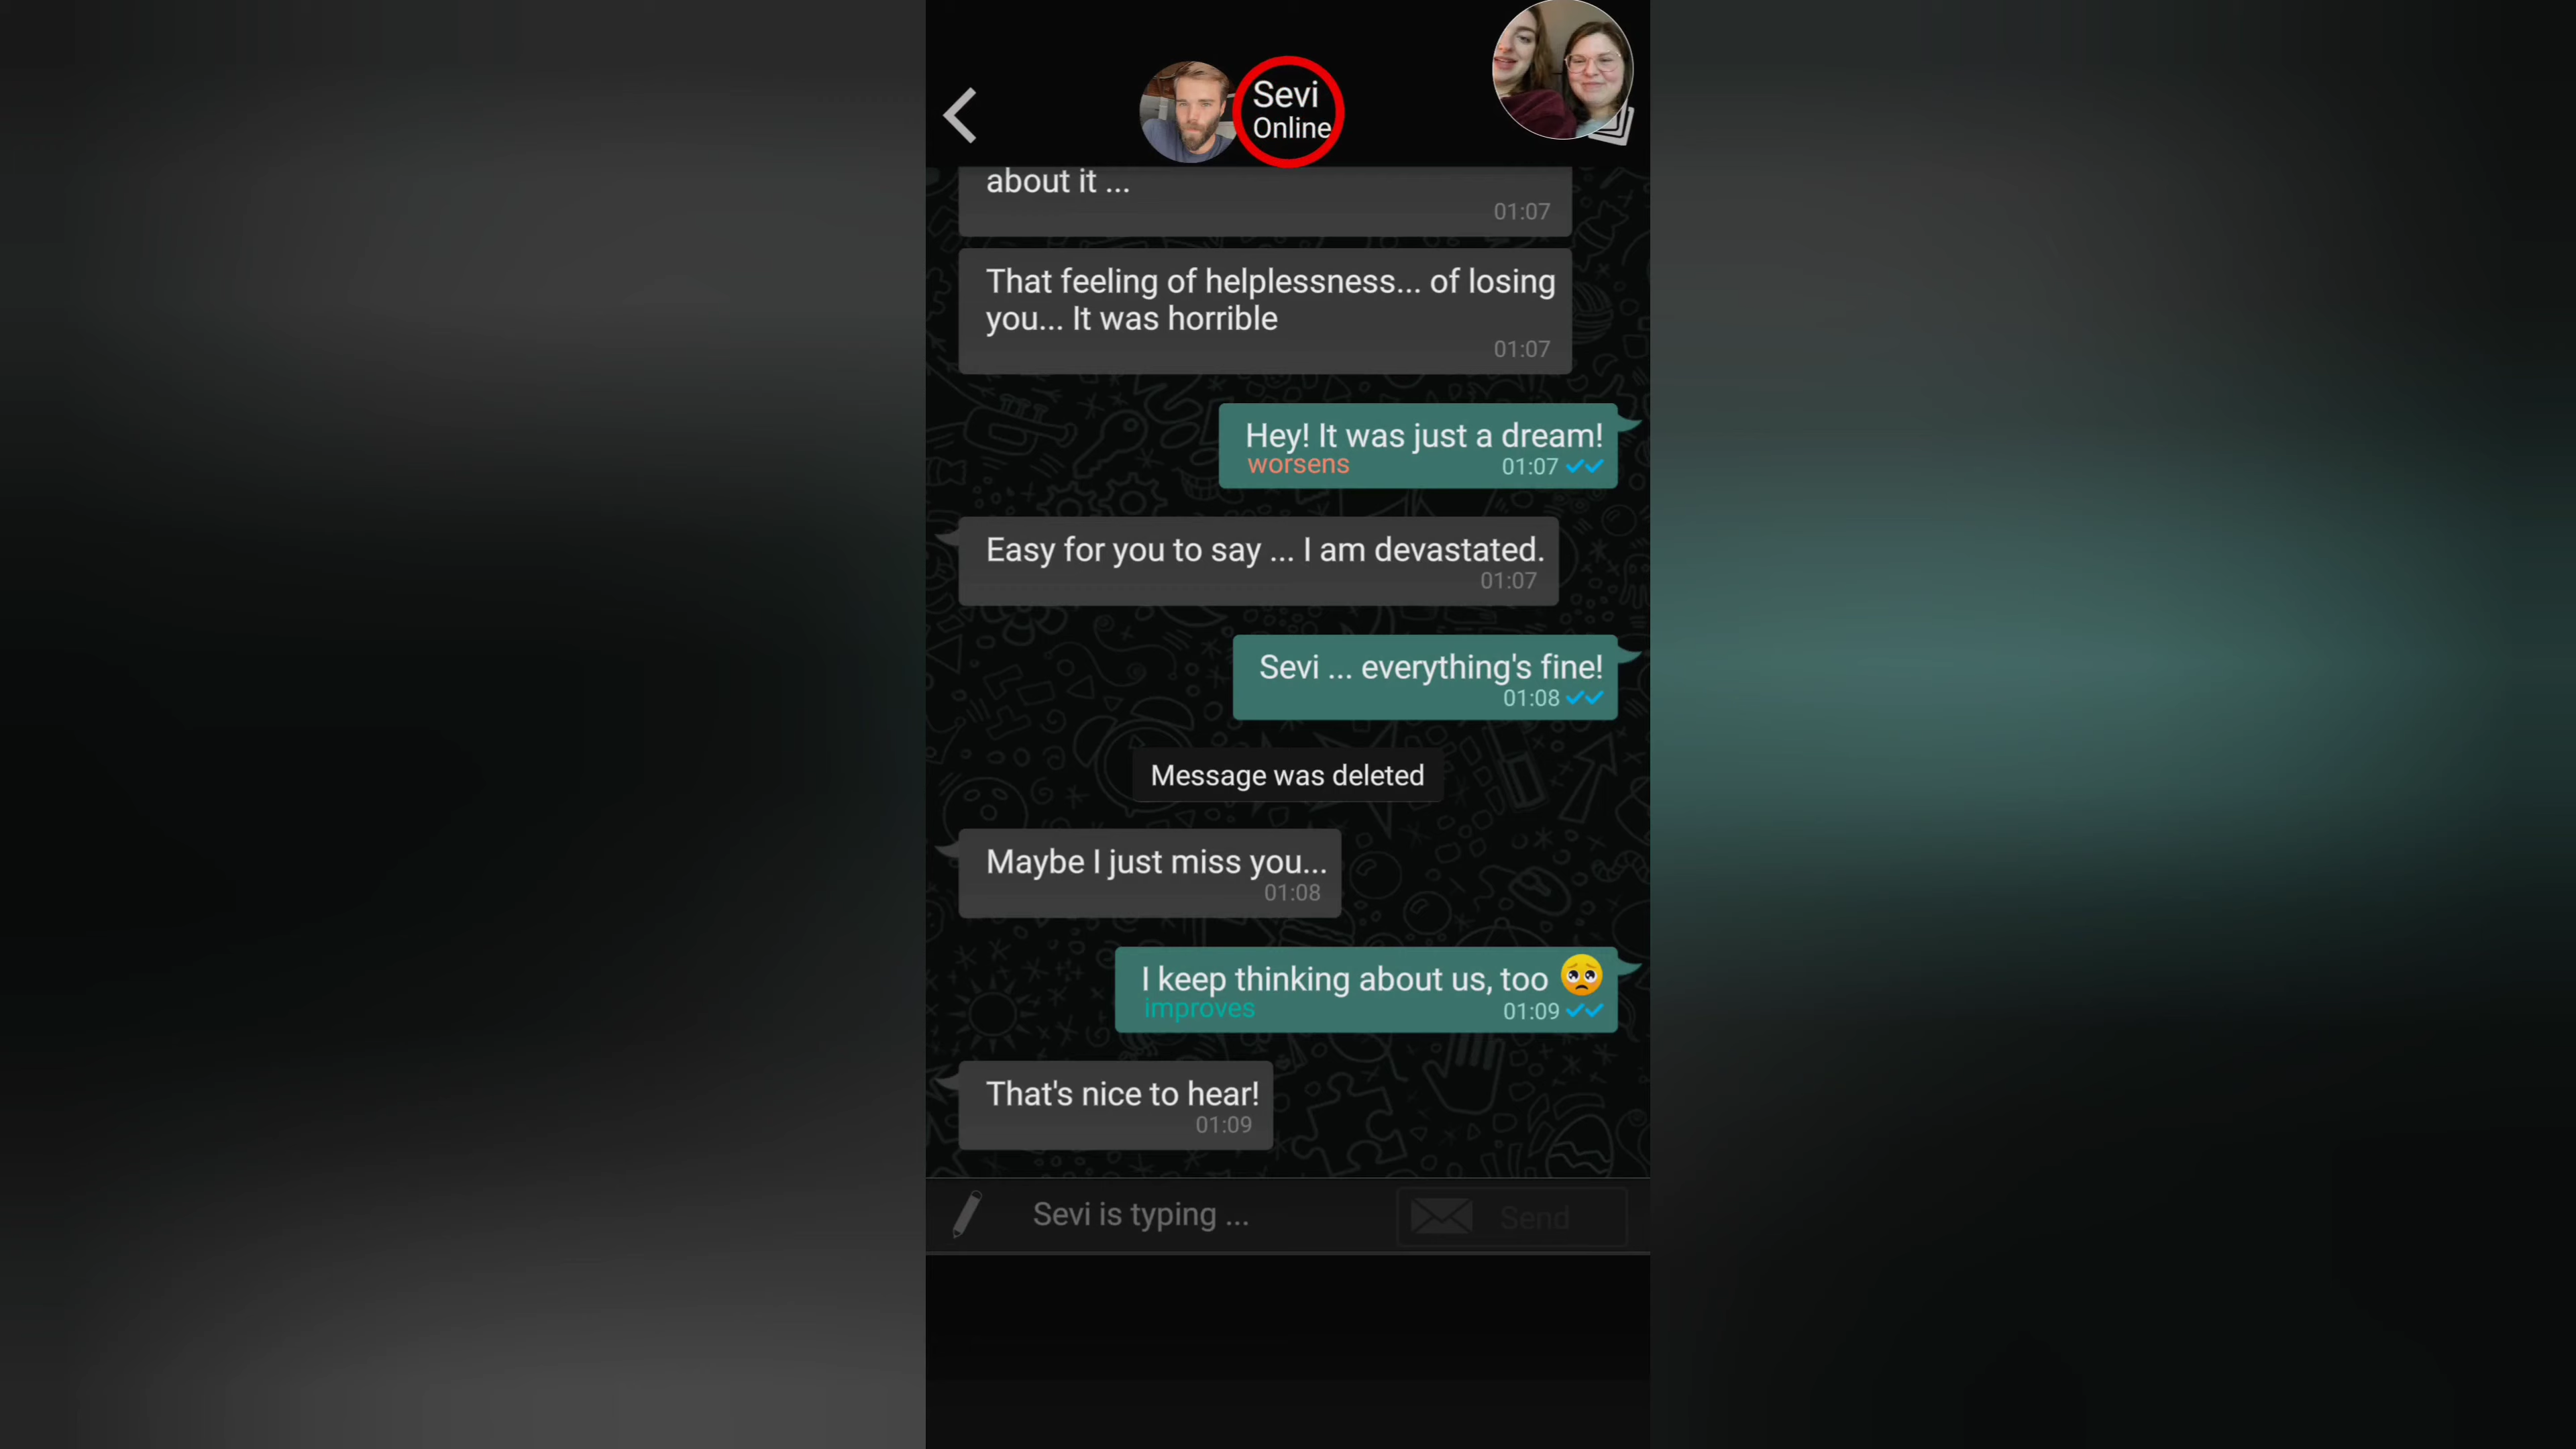 Sevi
Online
about it ...
01:07
That feeling of helplessness... of losing
you... It was horrible
01:07
Hey! It was just a dream!
worsens 01:07
Easy for you to say ... I am devastated.
01:07
Sevi ... everything's fine!
01:08
Message was deleted
Maybe I just miss you...
01:08
I keep thinking about us, too 🥺
improves 01:09
That's nice to hear!
01:09
Sevi is typing ... Send